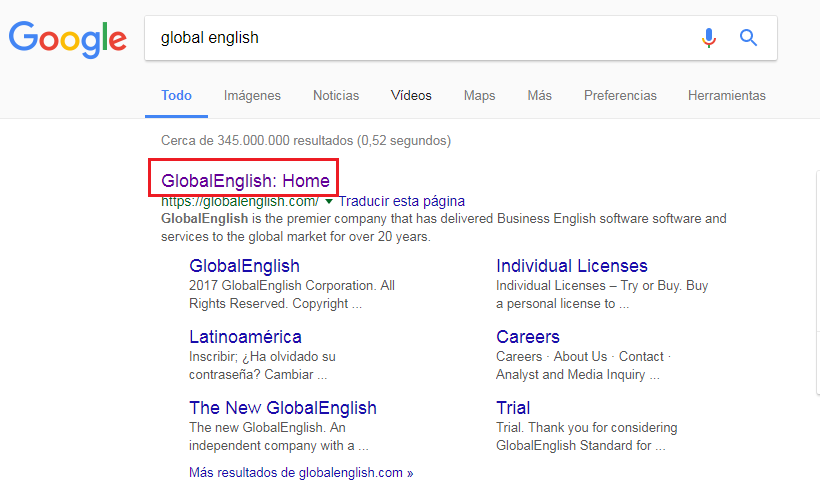 Google
global english
Todo Imágenes Noticias Vídeos Maps Más Preferencias Herramientas
Cerca de 345.000.000 resultados (0,52 segundos)
GlobalEnglish: Home
https://globalenglish.com/ Traducir esta página
GlobalEnglish is the premier company that has delivered Business English software software and
services to the global market for over 20 years.
GlobalEnglish
2017 GlobalEnglish Corporation. All
Rights Reserved. Copyright ...
Individual Licenses
Individual Licenses – Try or Buy. Buy
a personal license to ...
Latinoamérica
Inscribir; ¿Ha olvidado su
contraseña? Cambiar ...
Careers
Careers · About Us · Contact ·
Analyst and Media Inquiry ...
The New GlobalEnglish
The new GlobalEnglish. An
independent company with a ...
Trial
Trial. Thank you for considering
GlobalEnglish Standard for ...
Más resultados de globalenglish.com »